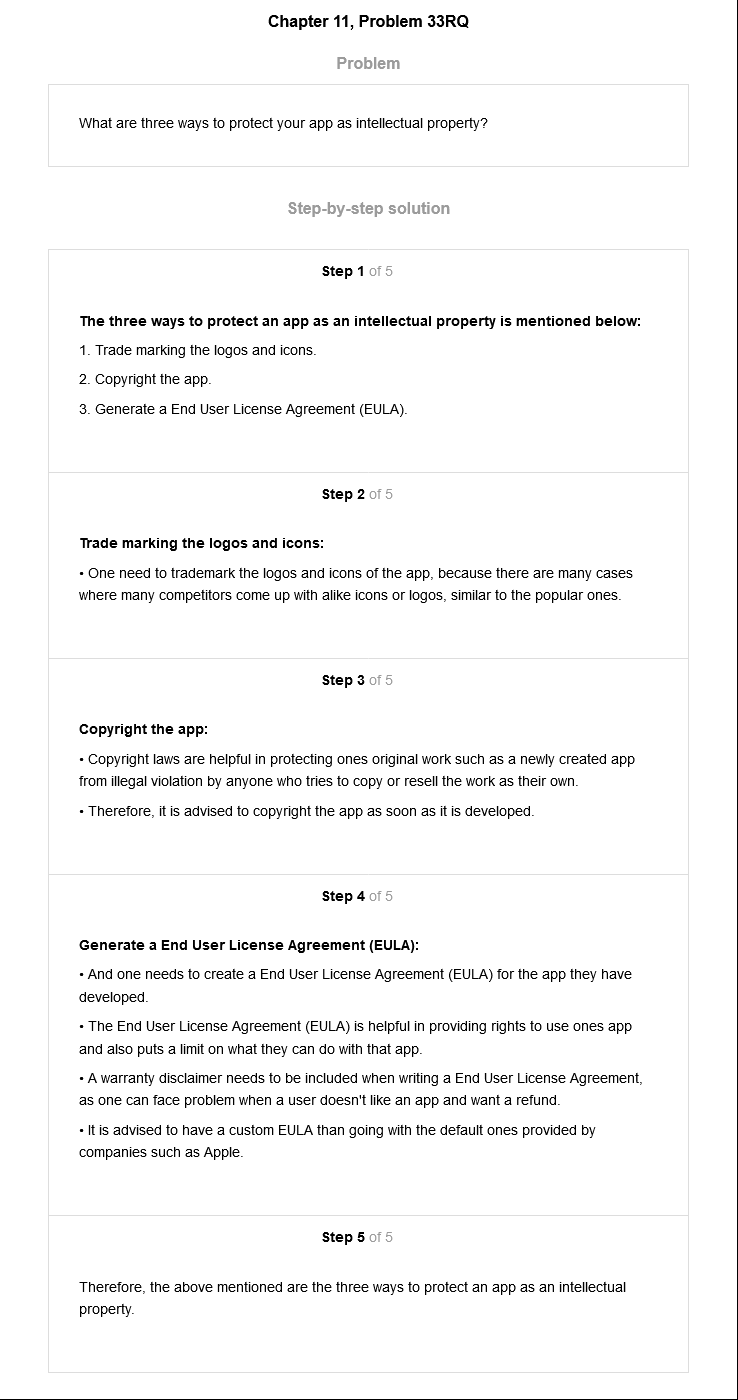 Chapter 11, Problem 33RQ
Problem
What are three ways to protect your app as intellectual property?
Step-by-step solution
Step 1 of 5
The three ways to protect an app as an intellectual property is mentioned below:
1. Trade marking the logos and icons.
2. Copyright the app.
3. Generate a End User License Agreement (EULA).
Step 2 of 5
Trade marking the logos and icons:
• One need to trademark the logos and icons of the app, because there are many cases
where many competitors come up with alike icons or logos, similar to the popular ones.
Step 3 of 5
Copyright the app:
• Copyright laws are helpful in protecting ones original work such as a newly created app
from illegal violation by anyone who tries to copy or resell the work as their own.
• Therefore, it is advised to copyright the app as soon as it is developed.
Step 4 of 5
Generate a End User License Agreement (EULA):
• And one needs to create a End User License Agreement (EULA) for the app they have
developed.
• The End User License Agreement (EULA) is helpful in providing rights to use ones app
and also puts a limit on what they can do with that app.
• A warranty disclaimer needs to be included when writing a End User License Agreement,
as one can face problem when a user doesn't like an app and want a refund.
• It is advised to have a custom EULA than going with the default ones provided by
companies such as Apple.
Step 5 of 5
Therefore, the above mentioned are the three ways to protect an app as an intellectual
property.